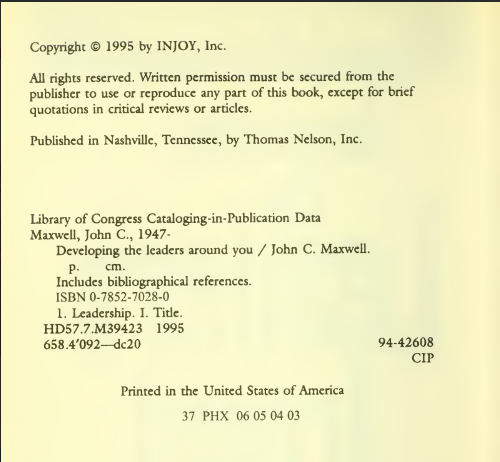 Copyright © 1995 by INJOY, Inc.
All rights reserved. Written permission must be secured from the
publisher to use or reproduce any part of this book, except for brief
quotations in critical reviews or articles.
Published in Nashville, Tennessee, by Thomas Nelson, Inc.
Library of Congress Cataloging-in-Publication Data
Maxwell, John C., 1947-
Developing the leaders around you / John C. Maxwell.
p. cm.
Includes bibliographical references.
ISBN 0-7852-7028-0
1. Leadership. I. Title.
HD57.7.M39423 1995
658.4′092—dc20 94-42608
CIP
Printed in the United States of America
37 PHX 06 05 04 03